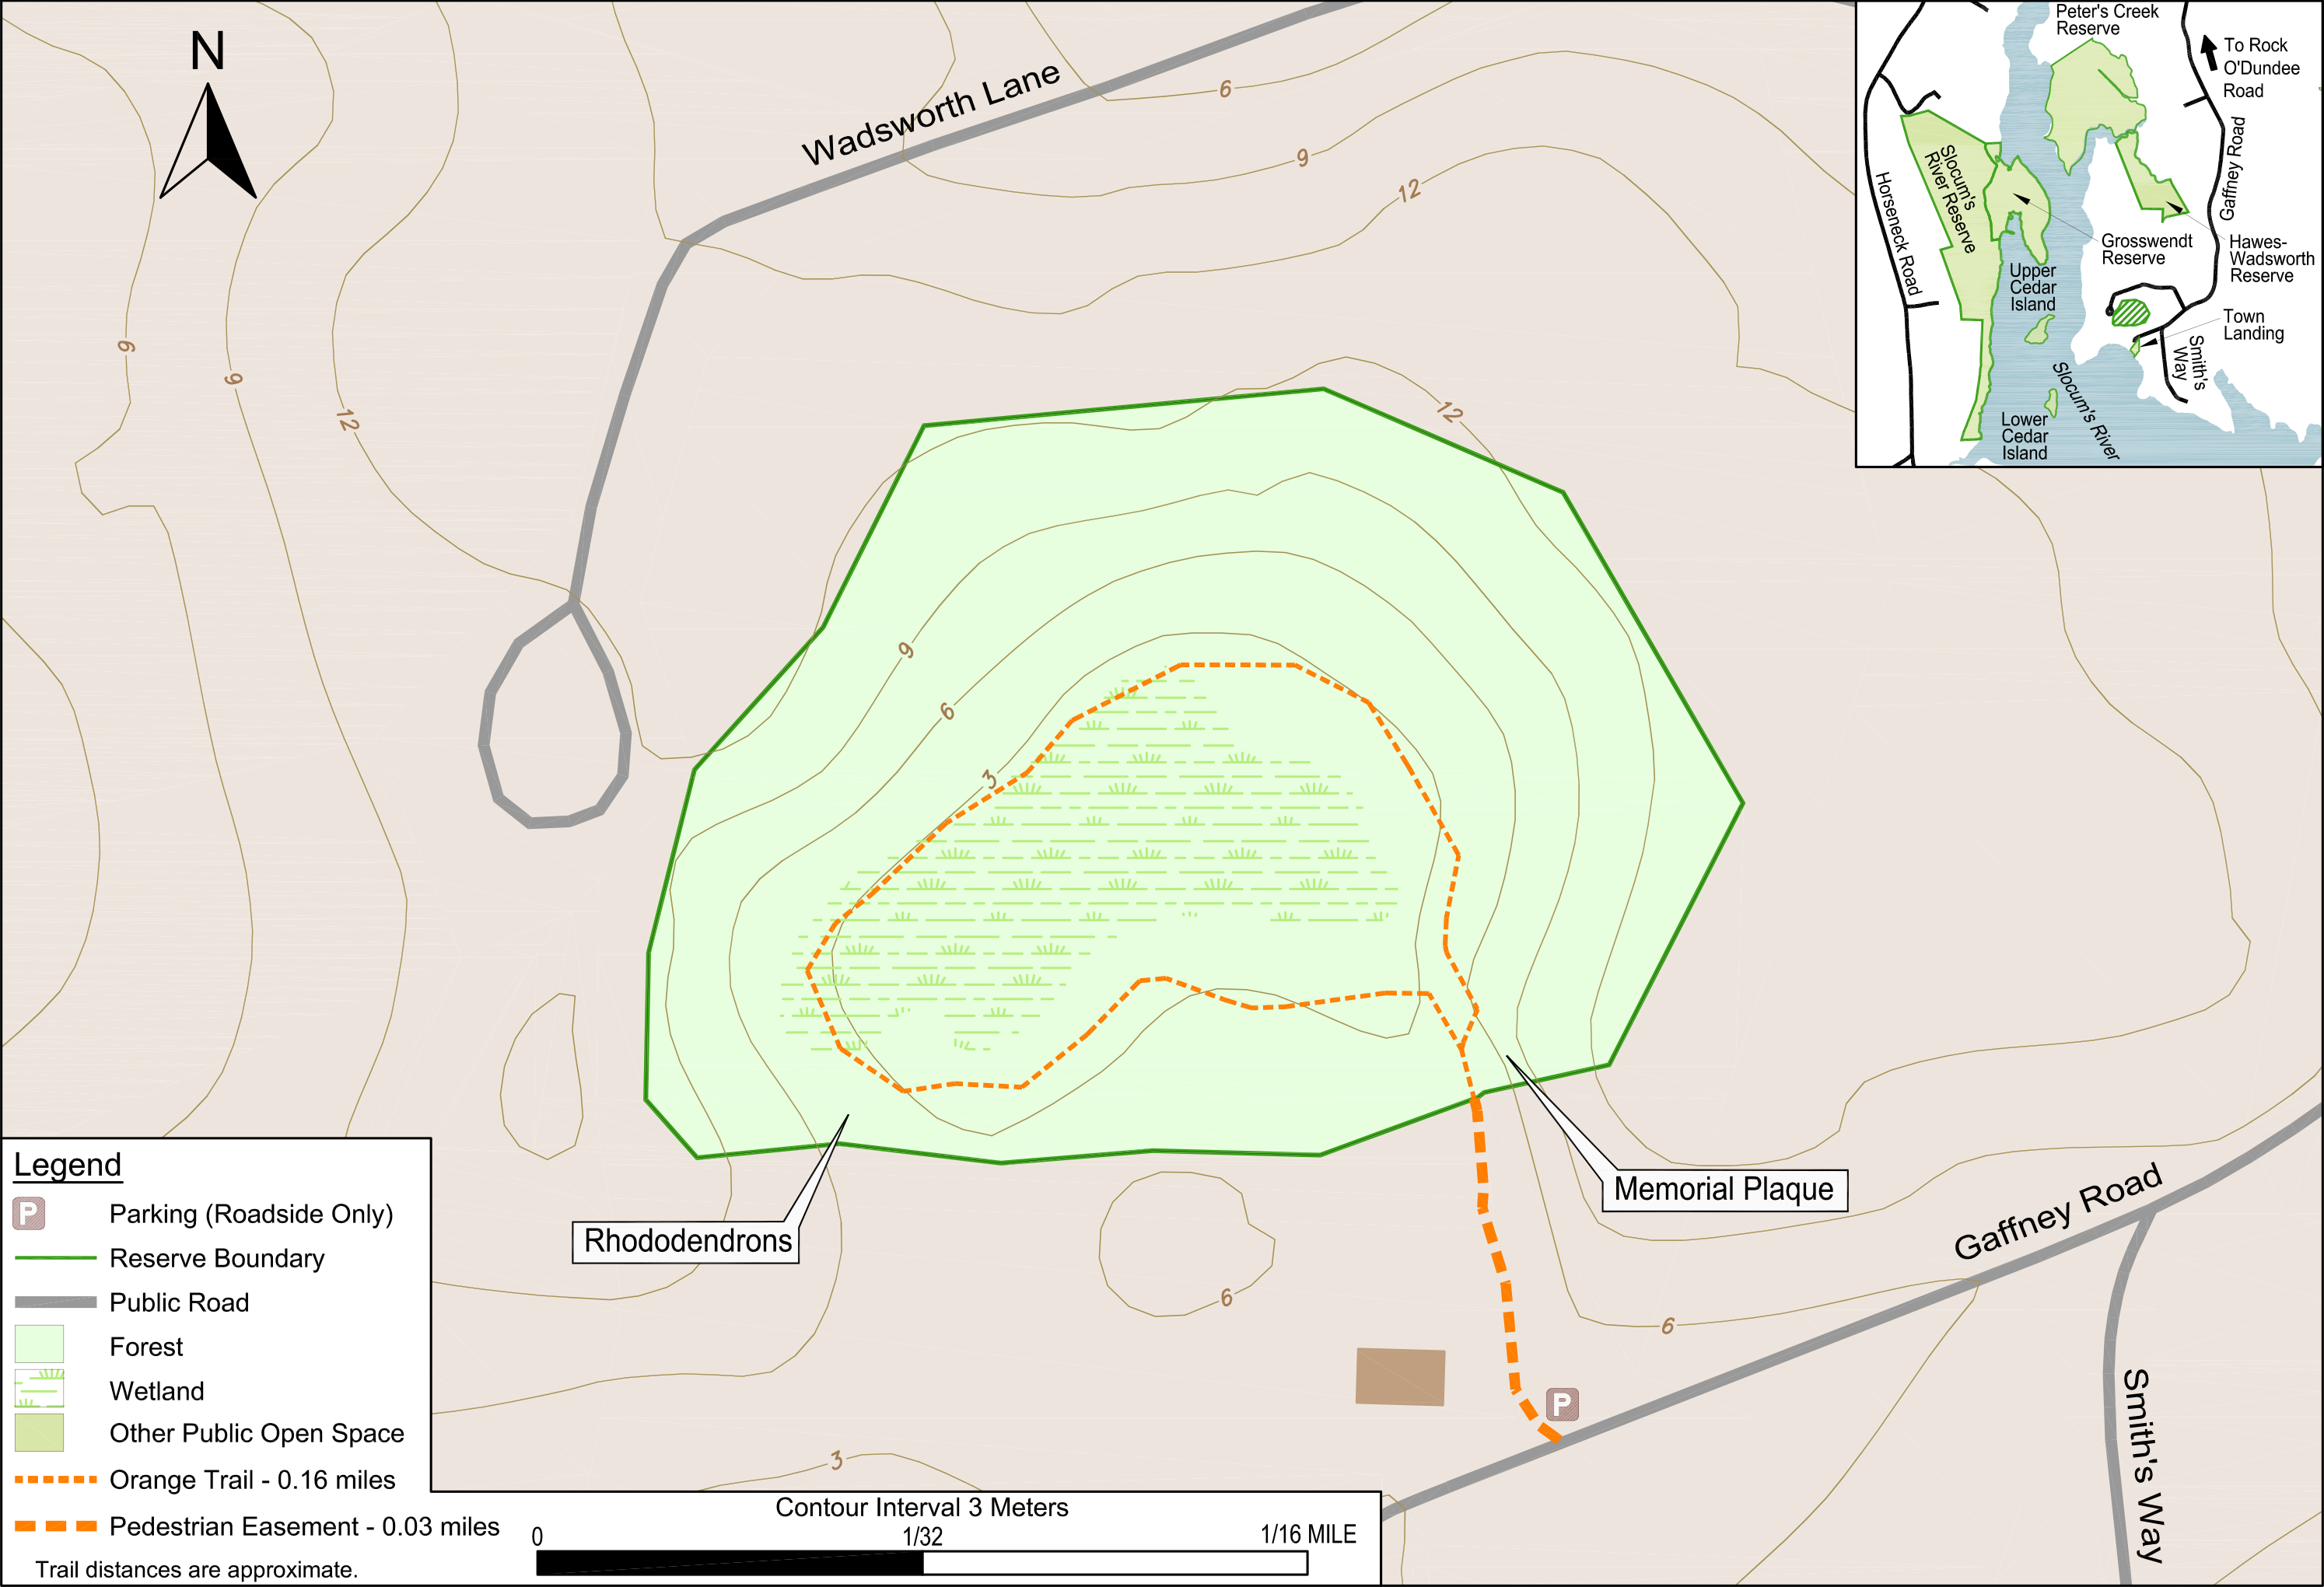 N
Wadsworth Lane
6
9
12
9
9
12
12
9
6
3
Rhododendrons
Memorial Plaque
6
6
3
Gaffney Road
Smith's Way
P
Peter's Creek
Reserve
To Rock
O'Dundee
Road
Gaffney Road
Slocum's
River Reserve
Horseneck Road
Grosswendt
Reserve
Hawes-
Wadsworth
Reserve
Upper
Cedar
Island
Town
Landing
Smith's
Way
Slocum's River
Lower
Cedar
Island
Legend
P Parking (Roadside Only)
Reserve Boundary
Public Road
Forest
Wetland
Other Public Open Space
Orange Trail - 0.16 miles
Pedestrian Easement - 0.03 miles
Trail distances are approximate.
Contour Interval 3 Meters
0 1/32 1/16 MILE